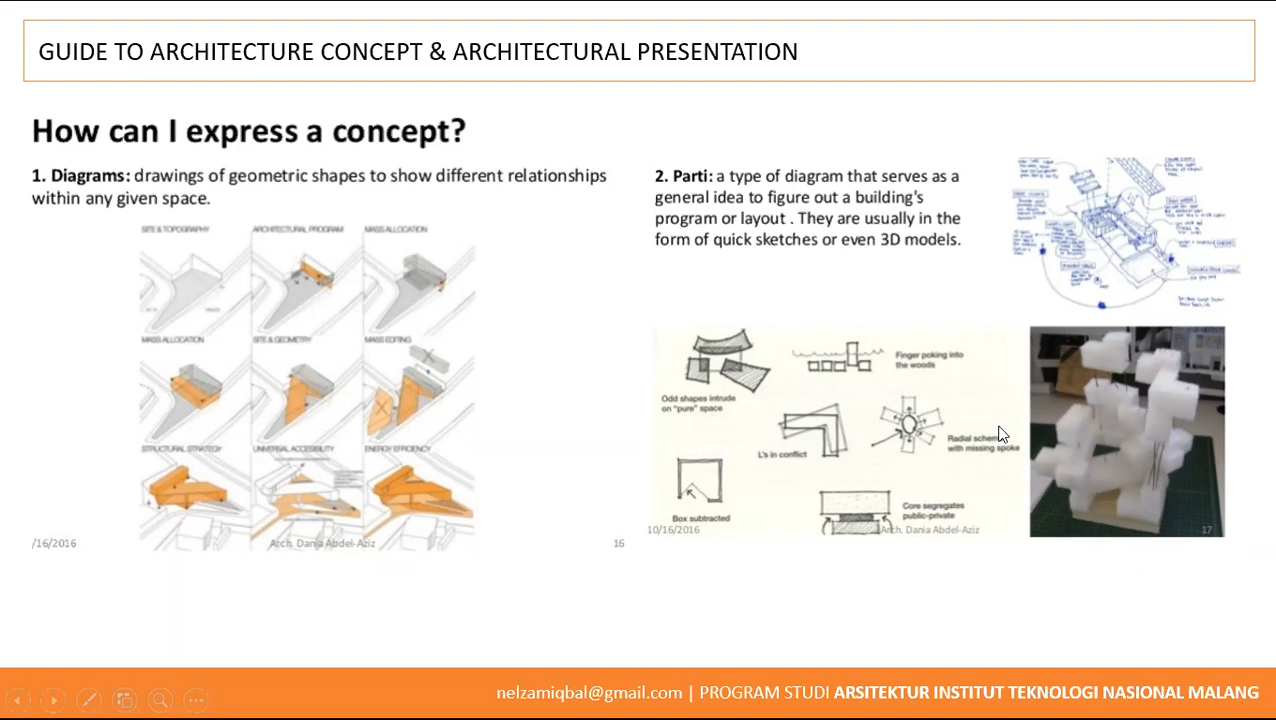 GUIDE TO ARCHITECTURE CONCEPT & ARCHITECTURAL PRESENTATION
How can I express a concept?
1. Diagrams: drawings of geometric shapes to show different relationships
within any given space.
SITE & TOPOGRAPHY
ARCHITECTURAL PROGRAM
MASS ALLOCATION
MASS ALLOCATION
SITE & GEOMETRY
MASS EDITING
STRUCTURAL STRATEGY
UNIVERSAL ACCESSIBILITY
ENERGY EFFICIENCY
/16/2016
Arch. Dania Abdel-Aziz
16
2. Parti: a type of diagram that serves as a
general idea to figure out a building's
program or layout . They are usually in the
form of quick sketches or even 3D models.
Odd shapes intrude
on "pure" space
Finger poking into
the woods
L's in conflict
Radial schem
with missing spoke
Box subtracted
Core segregates
public-private
10/16/2016
Arch. Dania Abdel-Aziz
17
nelzamiqbal@gmail.com | PROGRAM STUDI ARSITEKTUR INSTITUT TEKNOLOGI NASIONAL MALANG